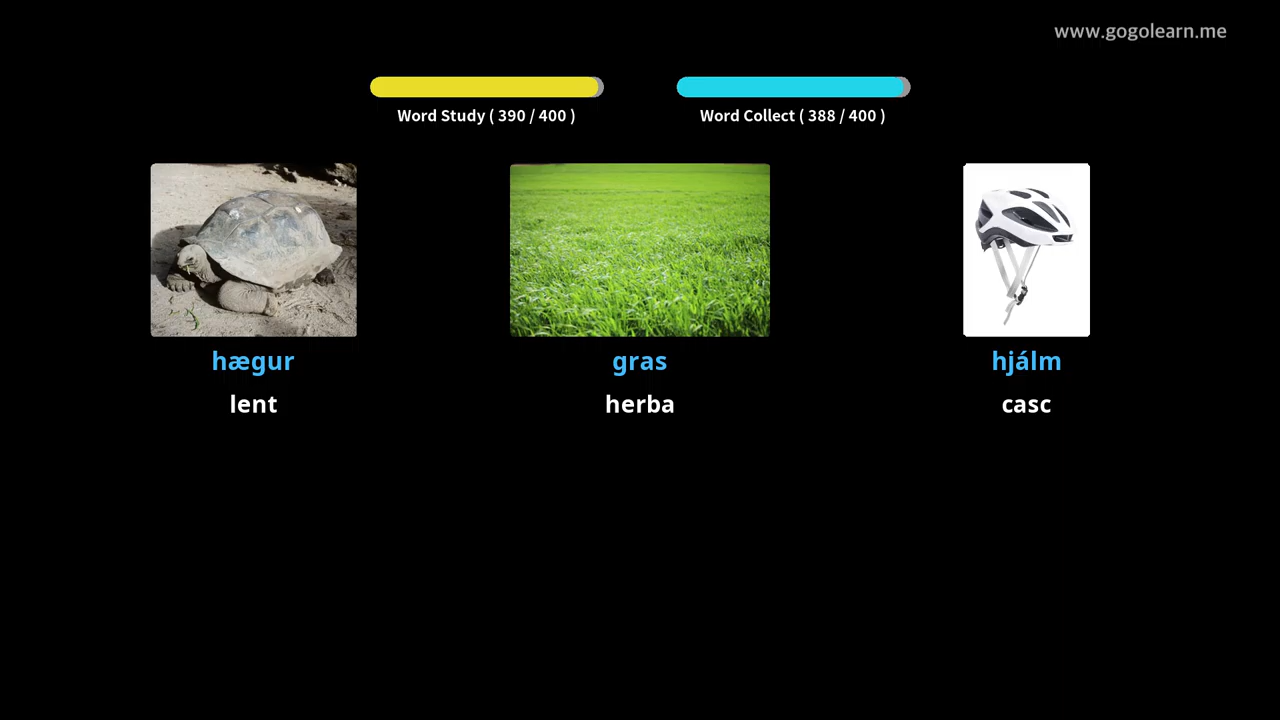 www.gogolearn.me
Word Study ( 390 / 400 )
Word Collect ( 388 / 400 )
hægur
gras
hjálm
lent
herba
casc